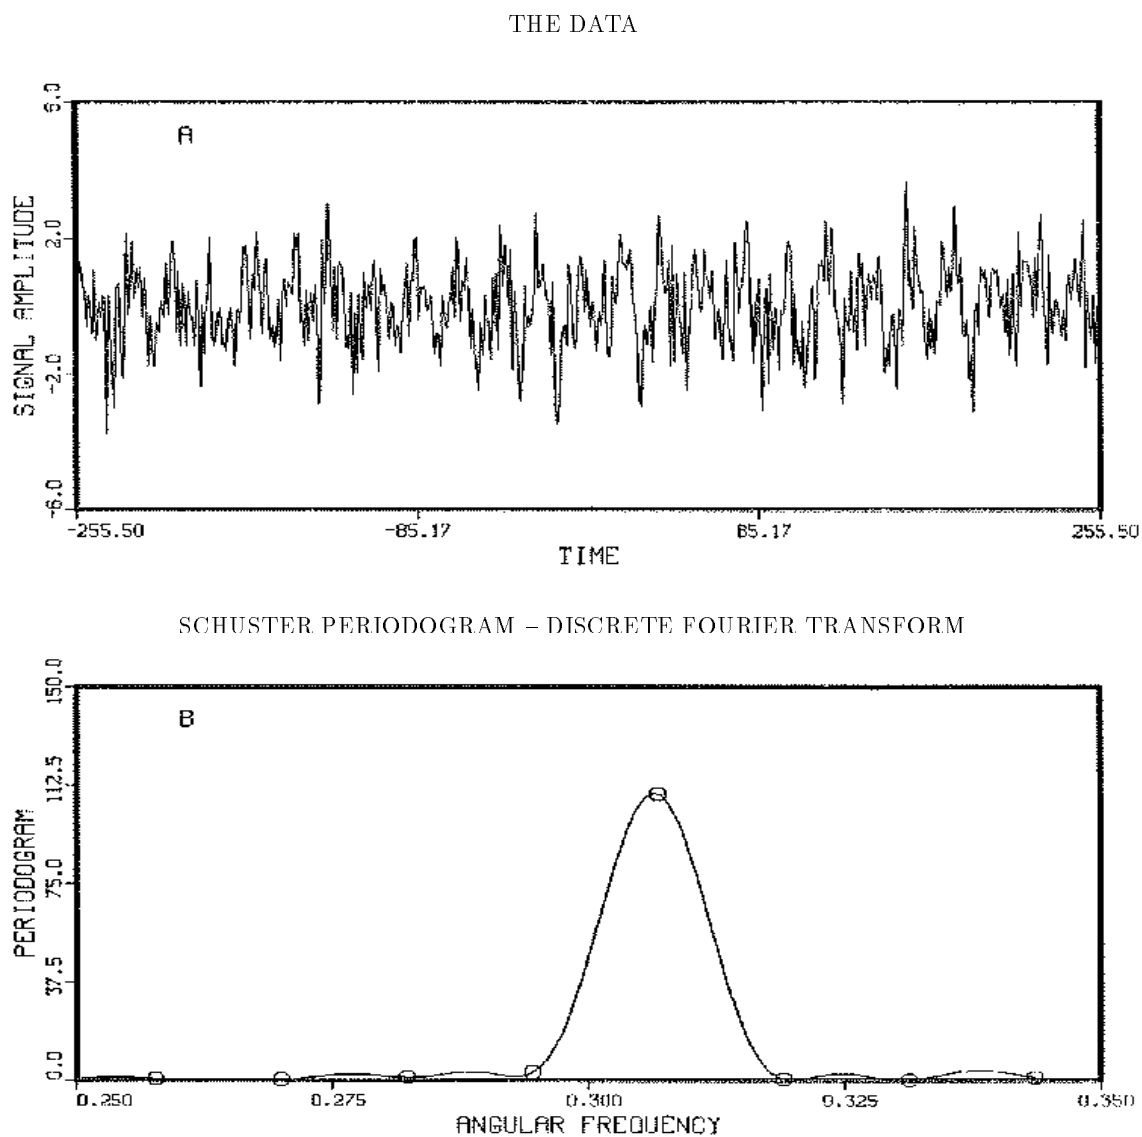 THE DATA
6.0
A
2.0
SIGNAL AMPLITUDE
-2.0
-6.0
-255.50 -85.17 85.17 255.50
TIME
SCHUSTER PERIODOGRAM – DISCRETE FOURIER TRANSFORM
150.0
B
112.5
PERIODOGRAM
75.0
37.5
0.0
0.250 0.275 0.300 0.325 0.350
ANGULAR FREQUENCY